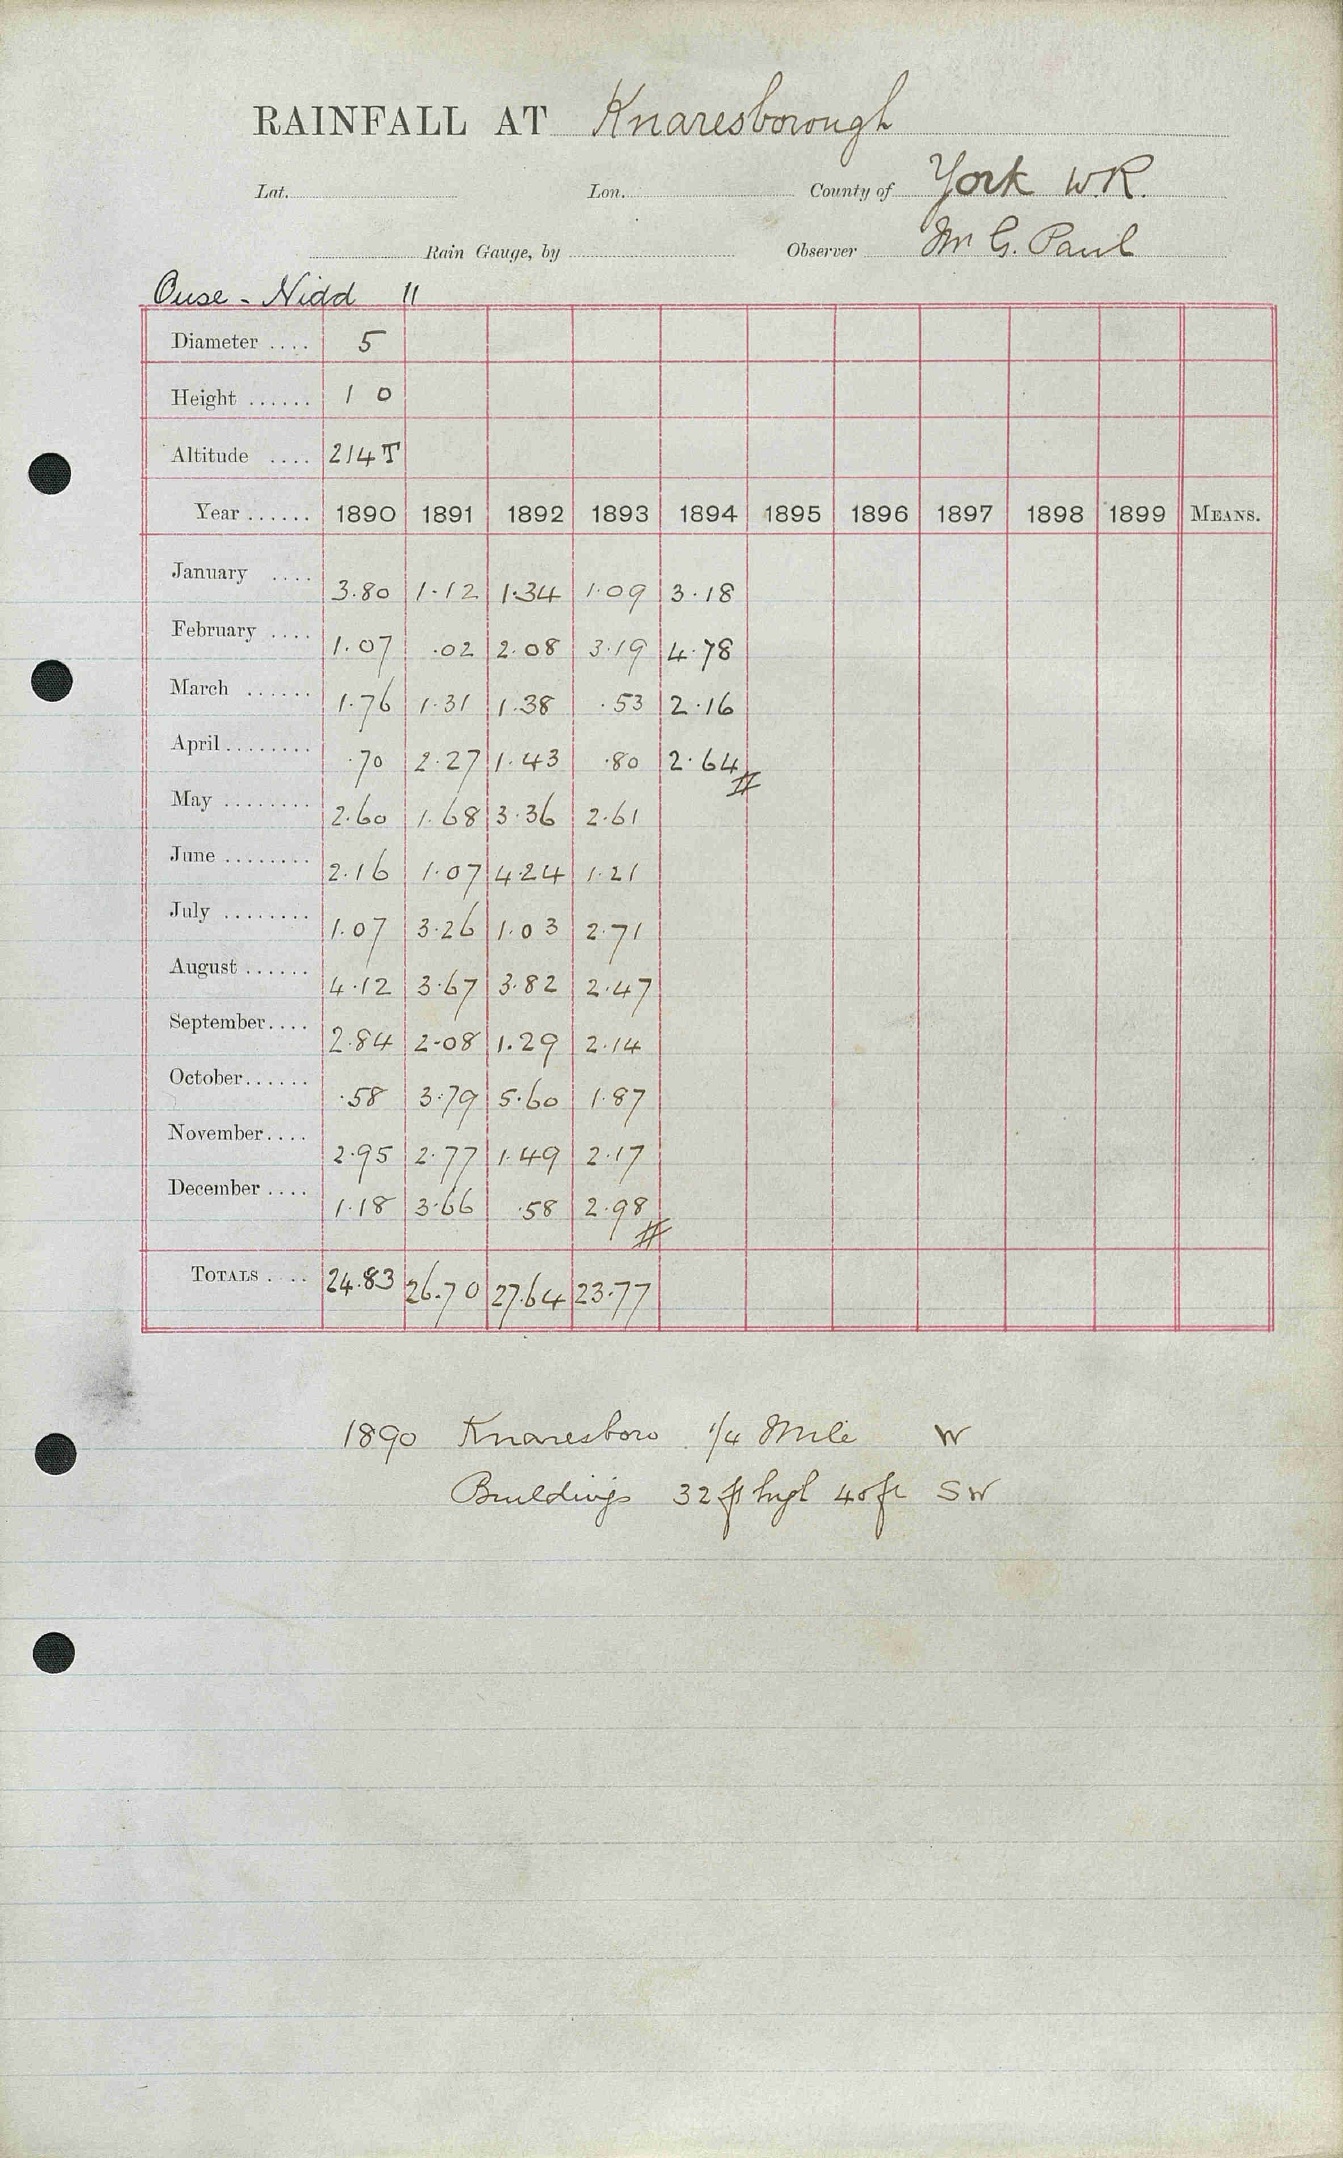 RAINFALL AT Knaresborough
Lat. Lon. County of York W.R.
Rain Gauge, by Observer Mr G. Paul
Ouse - Nidd 11
Diameter .... 5
Height ...... 1 0
Altitude .... 214 T
Year ...... 1890 1891 1892 1893 1894 1895 1896 1897 1898 1899 MEANS.
January .... 3.80 1.12 1.34 1.09 3.18
February .... 1.07 .02 2.08 3.19 4.78
March ...... 1.76 1.31 1.38 .53 2.16
April ........ .70 2.27 1.43 .80 2.64 #
May ........ 2.60 1.68 3.36 2.61
June ........ 2.16 1.07 4.24 1.21
July ........ 1.07 3.26 1.03 2.71
August ...... 4.12 3.67 3.82 2.47
September.... 2.84 2.08 1.29 2.14
October...... .58 3.79 5.60 1.87
November.... 2.95 2.77 1.49 2.17
December .... 1.18 3.66 .58 2.98 #
TOTALS .... 24.83 26.70 27.64 23.77
1890 Knaresboro 1/4 Mile W
Buildings 32 ft high 40 ft SW